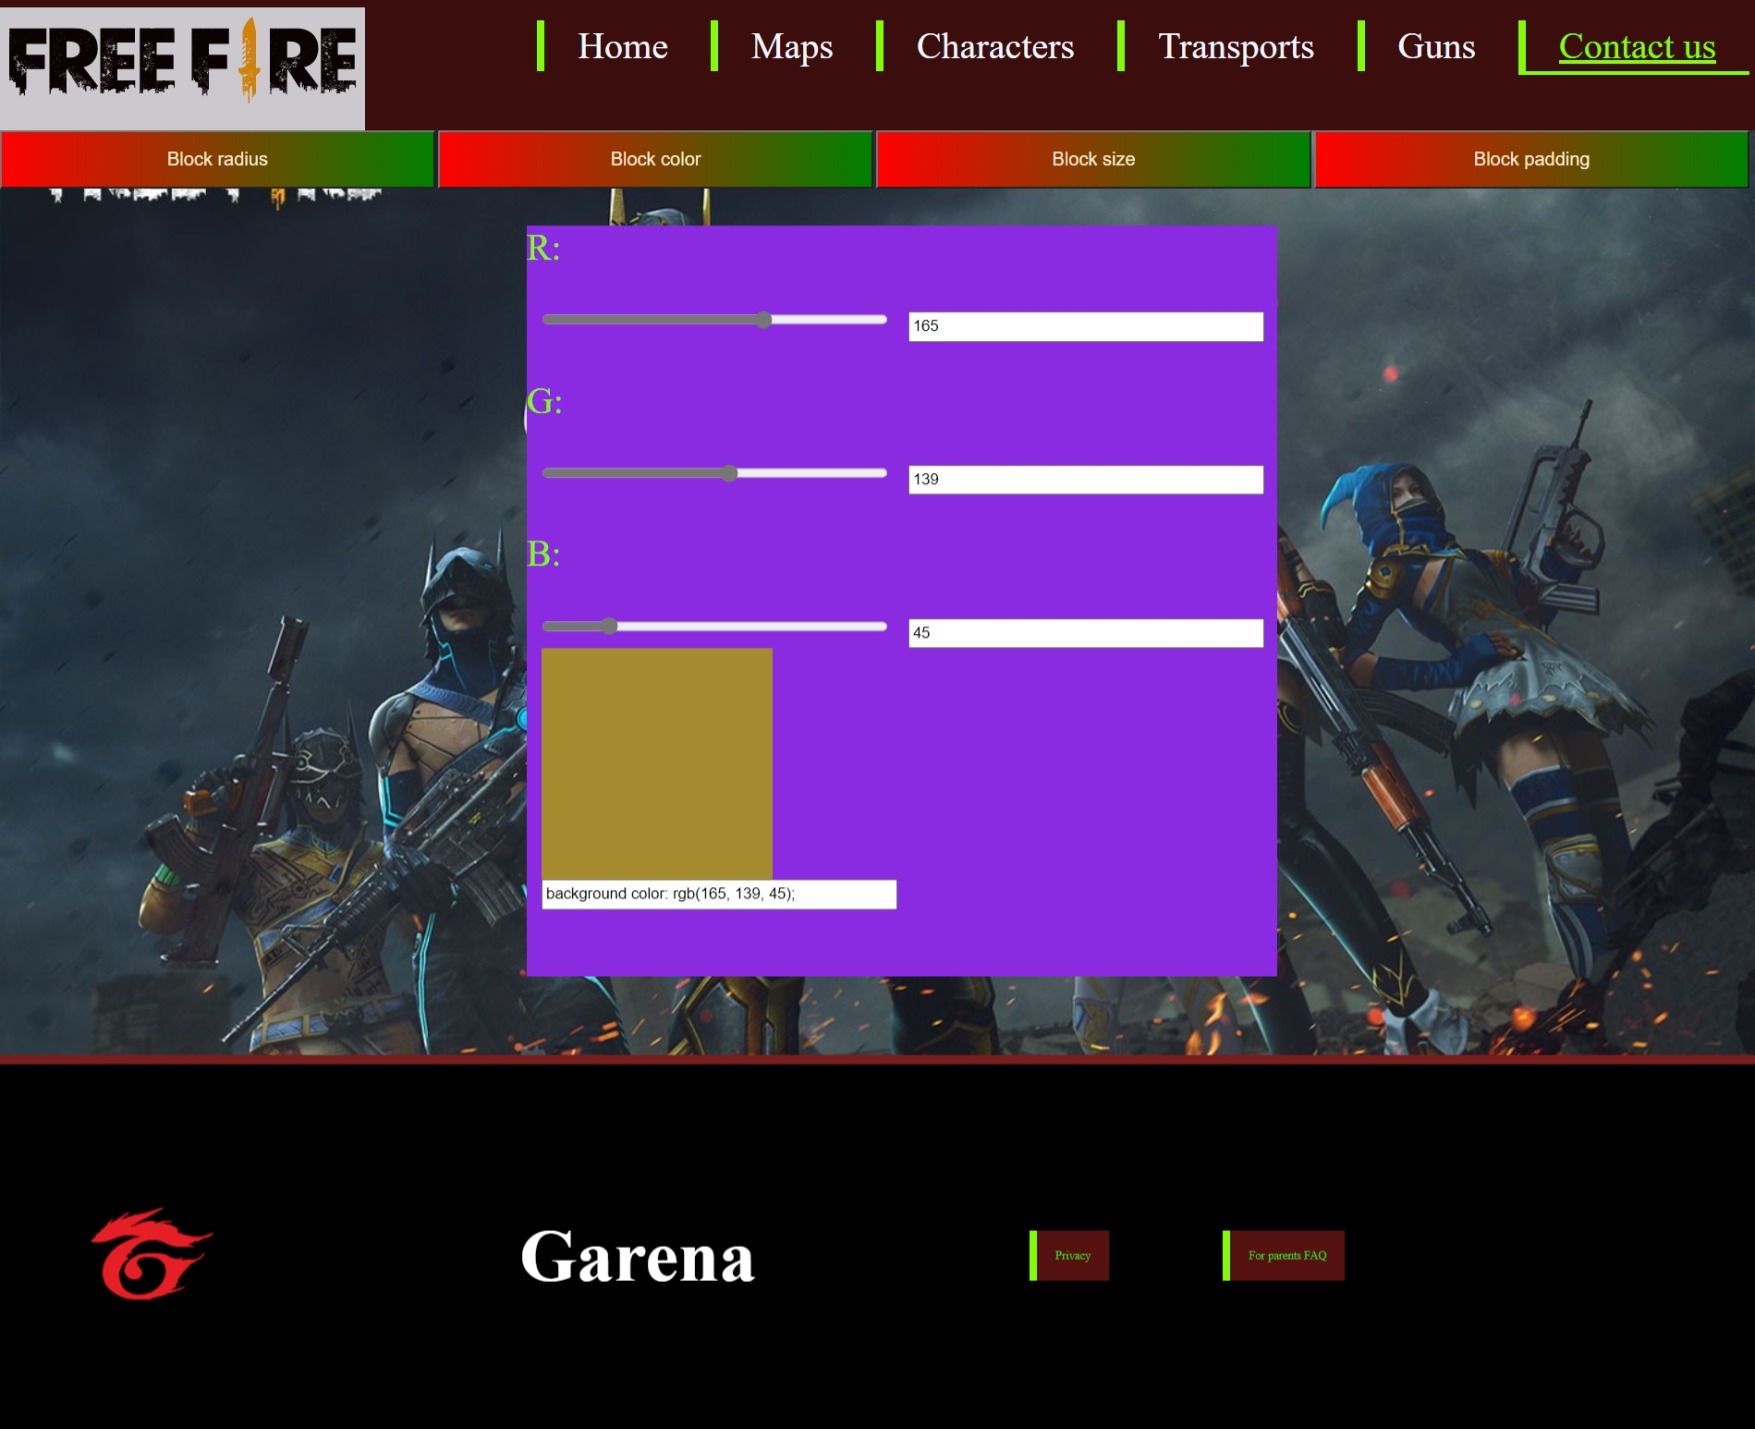 FREE FIRE
Home Maps Characters Transports Guns Contact us
Block radius Block color Block size Block padding
R:
165
G:
139
B:
45
background color: rgb(165, 139, 45);
Garena
Privacy
For parents FAQ